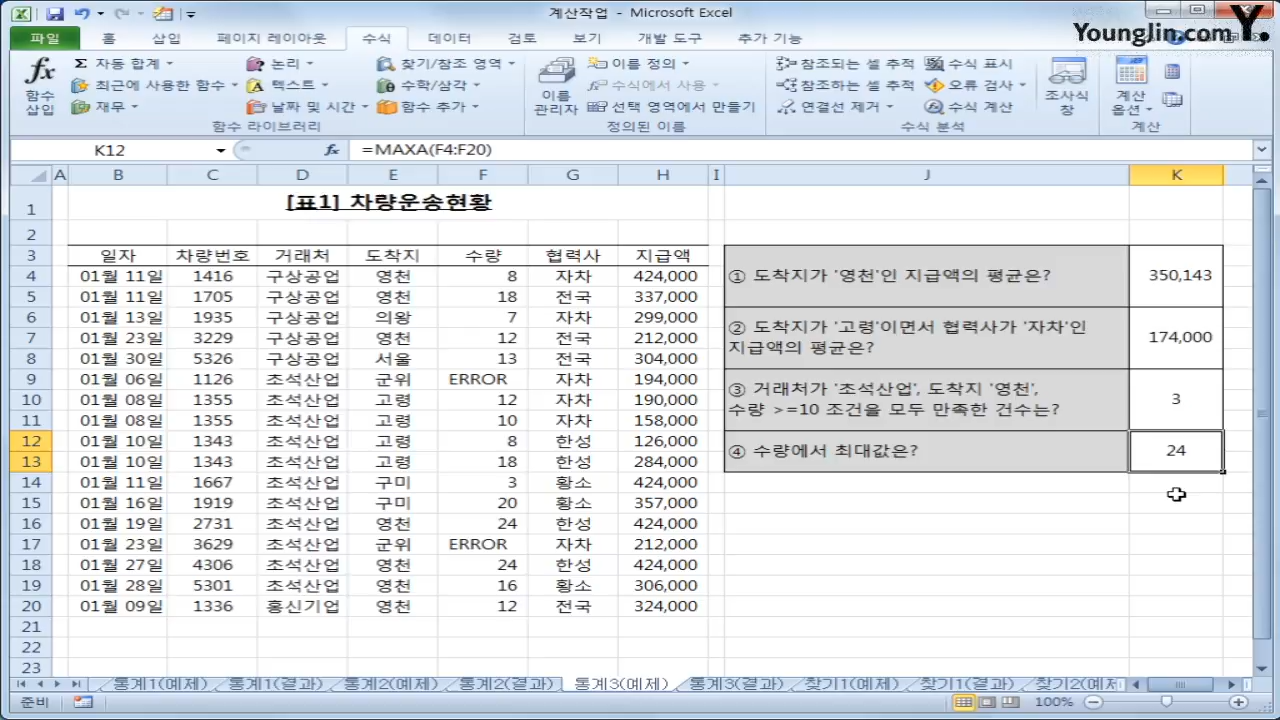 계산작업 - Microsoft Excel
YoungJin.com Y.
파일 홈 삽입 페이지 레이아웃 수식 데이터 검토 보기 개발 도구 추가 기능
fx 함수 삽입
Σ 자동 합계
최근에 사용한 함수
재무
논리
텍스트
날짜 및 시간
찾기/참조 영역
수학/삼각
함수 추가
함수 라이브러리
이름 관리자
이름 정의
수식에서 사용
선택 영역에서 만들기
정의된 이름
참조되는 셀 추적
참조하는 셀 추적
연결선 제거
수식 표시
오류 검사
수식 계산
수식 분석
조사식 창
계산 옵션
계산
K12 fx =MAXA(F4:F20)
A B C D E F G H I J K
1 [표1] 차량운송현황
2
3 일자 차량번호 거래처 도착지 수량 협력사 지급액
4 01월 11일 1416 구상공업 영천 8 자차 424,000
5 01월 11일 1705 구상공업 영천 18 전국 337,000
6 01월 13일 1935 구상공업 의왕 7 자차 299,000
7 01월 23일 3229 구상공업 영천 12 전국 212,000
8 01월 30일 5326 구상공업 서울 13 전국 304,000
9 01월 06일 1126 초석산업 군위 ERROR 자차 194,000
10 01월 08일 1355 초석산업 고령 12 자차 190,000
11 01월 08일 1355 초석산업 고령 10 자차 158,000
12 01월 10일 1343 초석산업 고령 8 한성 126,000
13 01월 10일 1343 초석산업 고령 18 한성 284,000
14 01월 11일 1667 초석산업 구미 3 황소 424,000
15 01월 16일 1919 초석산업 구미 20 황소 357,000
16 01월 19일 2731 초석산업 영천 24 한성 424,000
17 01월 23일 3629 초석산업 군위 ERROR 자차 212,000
18 01월 27일 4306 초석산업 영천 24 한성 424,000
19 01월 28일 5301 초석산업 영천 16 황소 306,000
20 01월 09일 1336 흥신기업 영천 12 전국 324,000
21
22
23
① 도착지가 '영천'인 지급액의 평균은? 350,143
② 도착지가 '고령'이면서 협력사가 '자차'인
지급액의 평균은? 174,000
③ 거래처가 '초석산업', 도착지 '영천',
수량 >=10 조건을 모두 만족한 건수는? 3
④ 수량에서 최대값은? 24
통계1(예제) 통계1(결과) 통계2(예제) 통계2(결과) 통계3(예제) 통계3(결과) 찾기1(예제) 찾기1(결과) 찾기2(예제
준비 100%